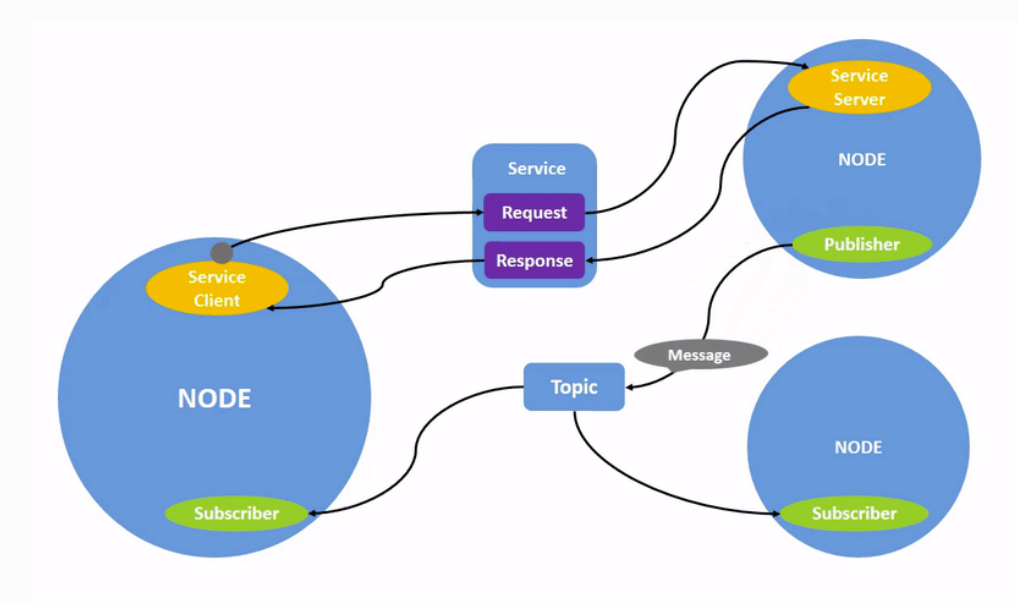 Service
Server
NODE
Service
Request
Publisher
Response
Service
Client
Message
Topic
NODE
NODE
Subscriber
Subscriber